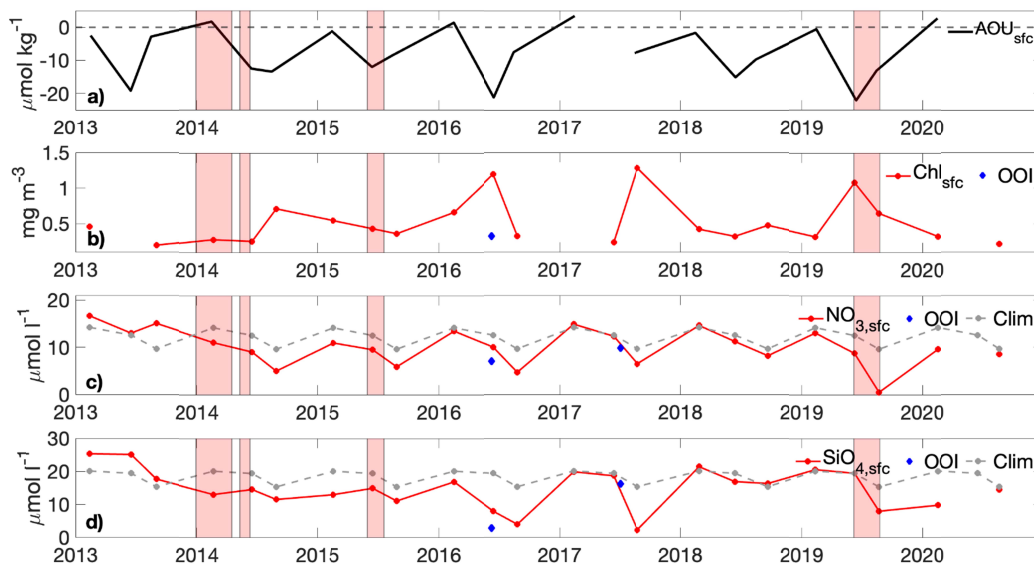 0
-10
-20
µmol kg⁻¹
AOU_sfc
a)
2013 2014 2015 2016 2017 2018 2019 2020
1.5
1
0.5
mg m⁻³
Chl_sfc OOI
b)
2013 2014 2015 2016 2017 2018 2019 2020
20
10
0
µmol l⁻¹
NO_3,sfc OOI Clim
c)
2013 2014 2015 2016 2017 2018 2019 2020
30
20
10
0
µmol l⁻¹
SiO_4,sfc OOI Clim
d)
2013 2014 2015 2016 2017 2018 2019 2020